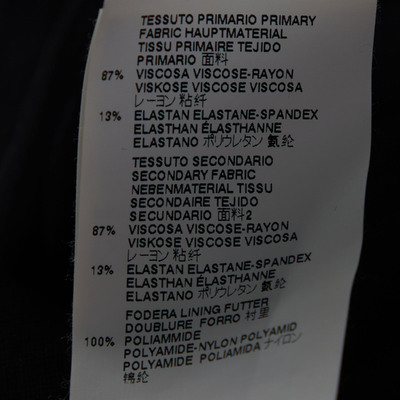 TESSUTO PRIMARIO PRIMARY
FABRIC HAUPTMATERIAL
TISSU PRIMAIRE TEJIDO
PRIMARIO 面料
87% VISCOSA VISCOSE-RAYON
VISKOSE VISCOSE VISCOSA
レーヨン 粘纤
13% ELASTAN ELASTANE-SPANDEX
ELASTHAN ÉLASTHANNE
ELASTANO ポリウレタン 氨纶
TESSUTO SECONDARIO
SECONDARY FABRIC
NEBENMATERIAL TISSU
SECONDAIRE TEJIDO
SECUNDARIO 面料2
87% VISCOSA VISCOSE-RAYON
VISKOSE VISCOSE VISCOSA
レーヨン 粘纤
13% ELASTAN ELASTANE-SPANDEX
ELASTHAN ÉLASTHANNE
ELASTANO ポリウレタン 氨纶
FODERA LINING FUTTER
DOUBLURE FORRO 衬里
100% POLIAMMIDE
POLYAMIDE-NYLON POLYAMID
POLYAMIDE POLIAMIDA ナイロン
锦纶